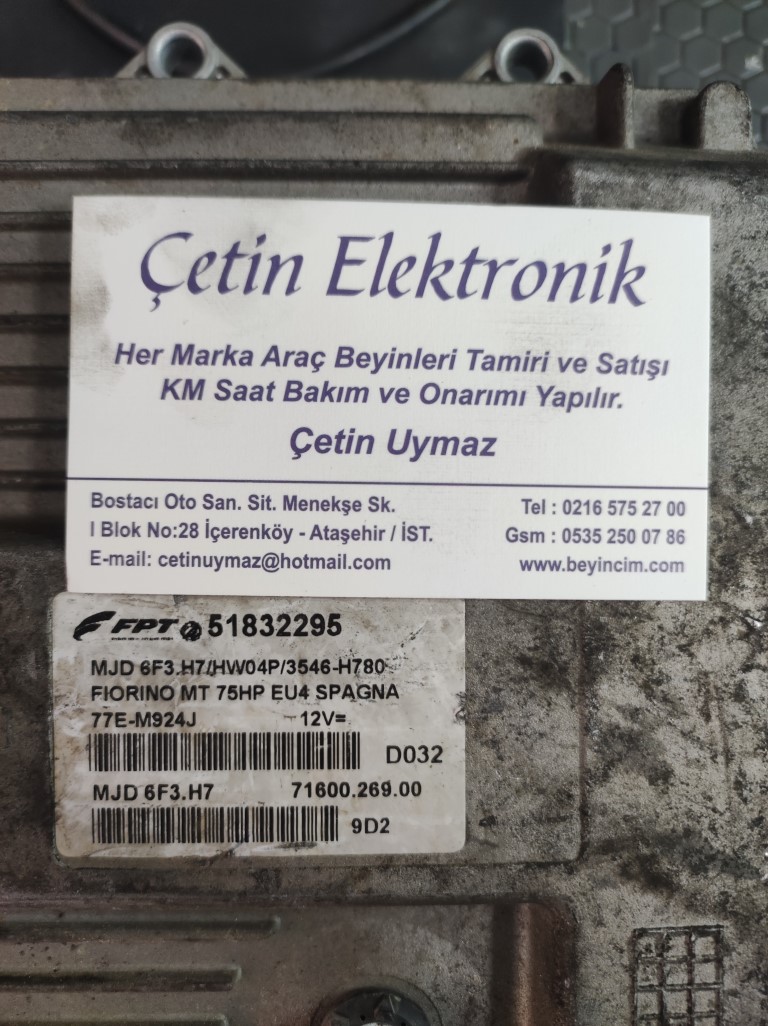 Çetin Elektronik
Her Marka Araç Beyinleri Tamiri ve Satışı
KM Saat Bakım ve Onarımı Yapılır.
Çetin Uymaz
Bostacı Oto San. Sit. Menekşe Sk.
I Blok No:28 İçerenköy - Ataşehir / İST.
E-mail: cetinuymaz@hotmail.com
Tel : 0216 575 27 00
Gsm : 0535 250 07 86
www.beyincim.com
FPT 51832295
MJD 6F3.H7/HW04P/3546-H780
FIORINO MT 75HP EU4 SPAGNA
77E-M924J 12V=
D032
MJD 6F3.H7 71600.269.00
9D2